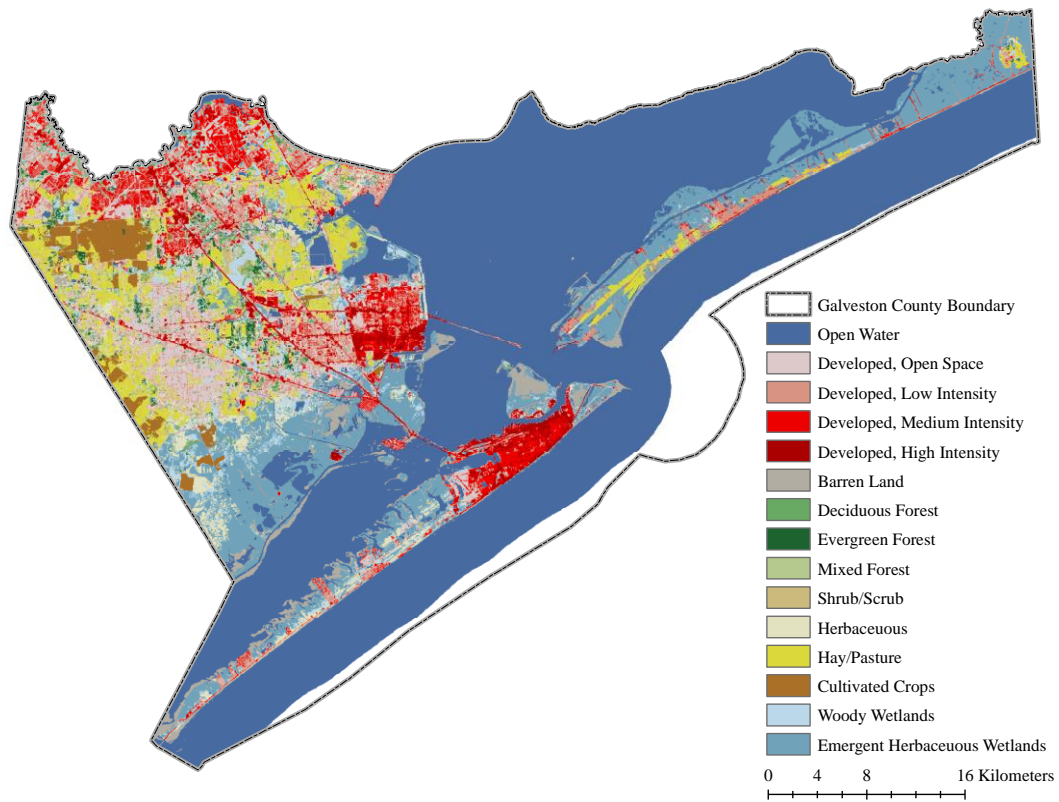 Galveston County Boundary
Open Water
Developed, Open Space
Developed, Low Intensity
Developed, Medium Intensity
Developed, High Intensity
Barren Land
Deciduous Forest
Evergreen Forest
Mixed Forest
Shrub/Scrub
Herbaceuous
Hay/Pasture
Cultivated Crops
Woody Wetlands
Emergent Herbaceuous Wetlands
0 4 8 16 Kilometers